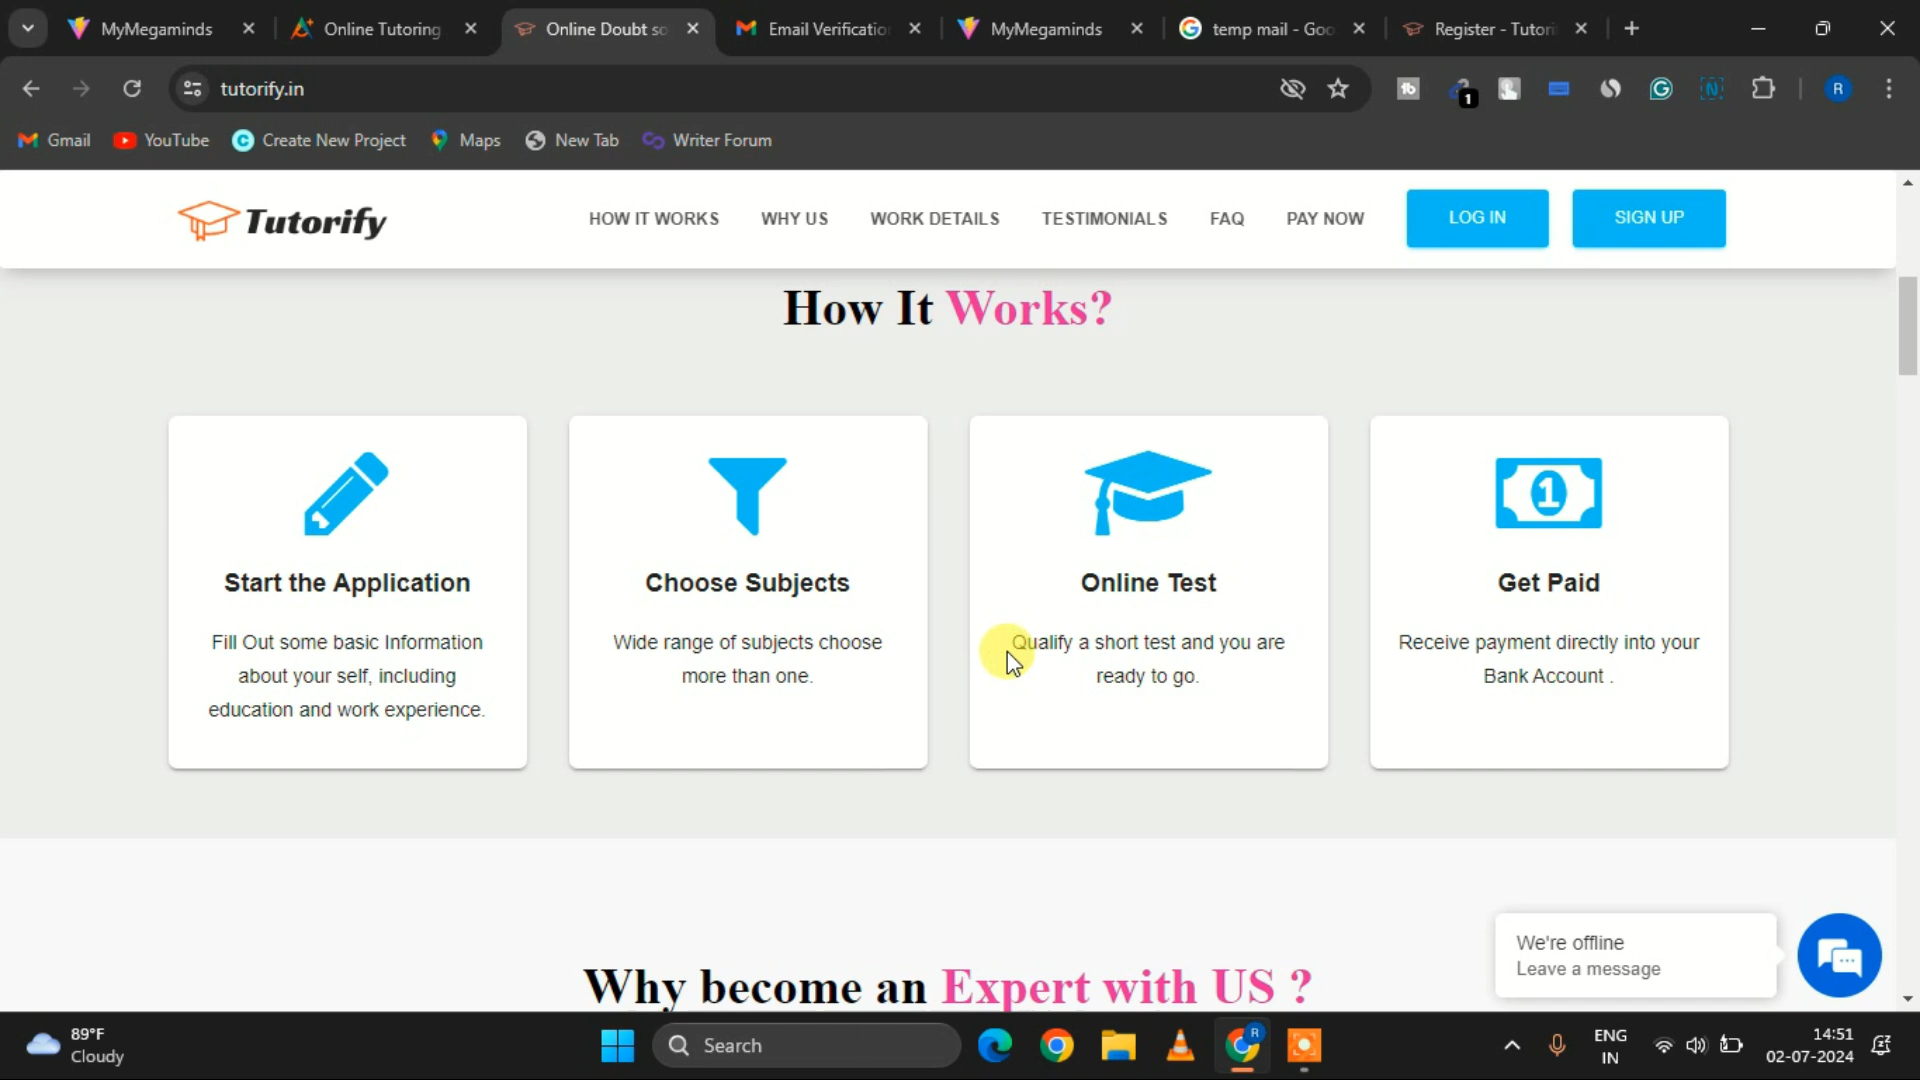 MyMegaminds
Online Tutoring
Online Doubt so
Email Verificatio
MyMegaminds
temp mail - Goo
Register - Tutori
tutorify.in
1
R
Gmail
YouTube
Create New Project
Maps
New Tab
Writer Forum
Tutorify
HOW IT WORKS
WHY US
WORK DETAILS
TESTIMONIALS
FAQ
PAY NOW
LOG IN
SIGN UP
How It Works?
Start the Application
Fill Out some basic Information
about your self, including
education and work experience.
Choose Subjects
Wide range of subjects choose
more than one.
Online Test
Qualify a short test and you are
ready to go.
1
Get Paid
Receive payment directly into your
Bank Account .
Why become an Expert with US ?
We're offline
Leave a message
89°F
Cloudy
Search
R
ENG
IN
14:51
02-07-2024